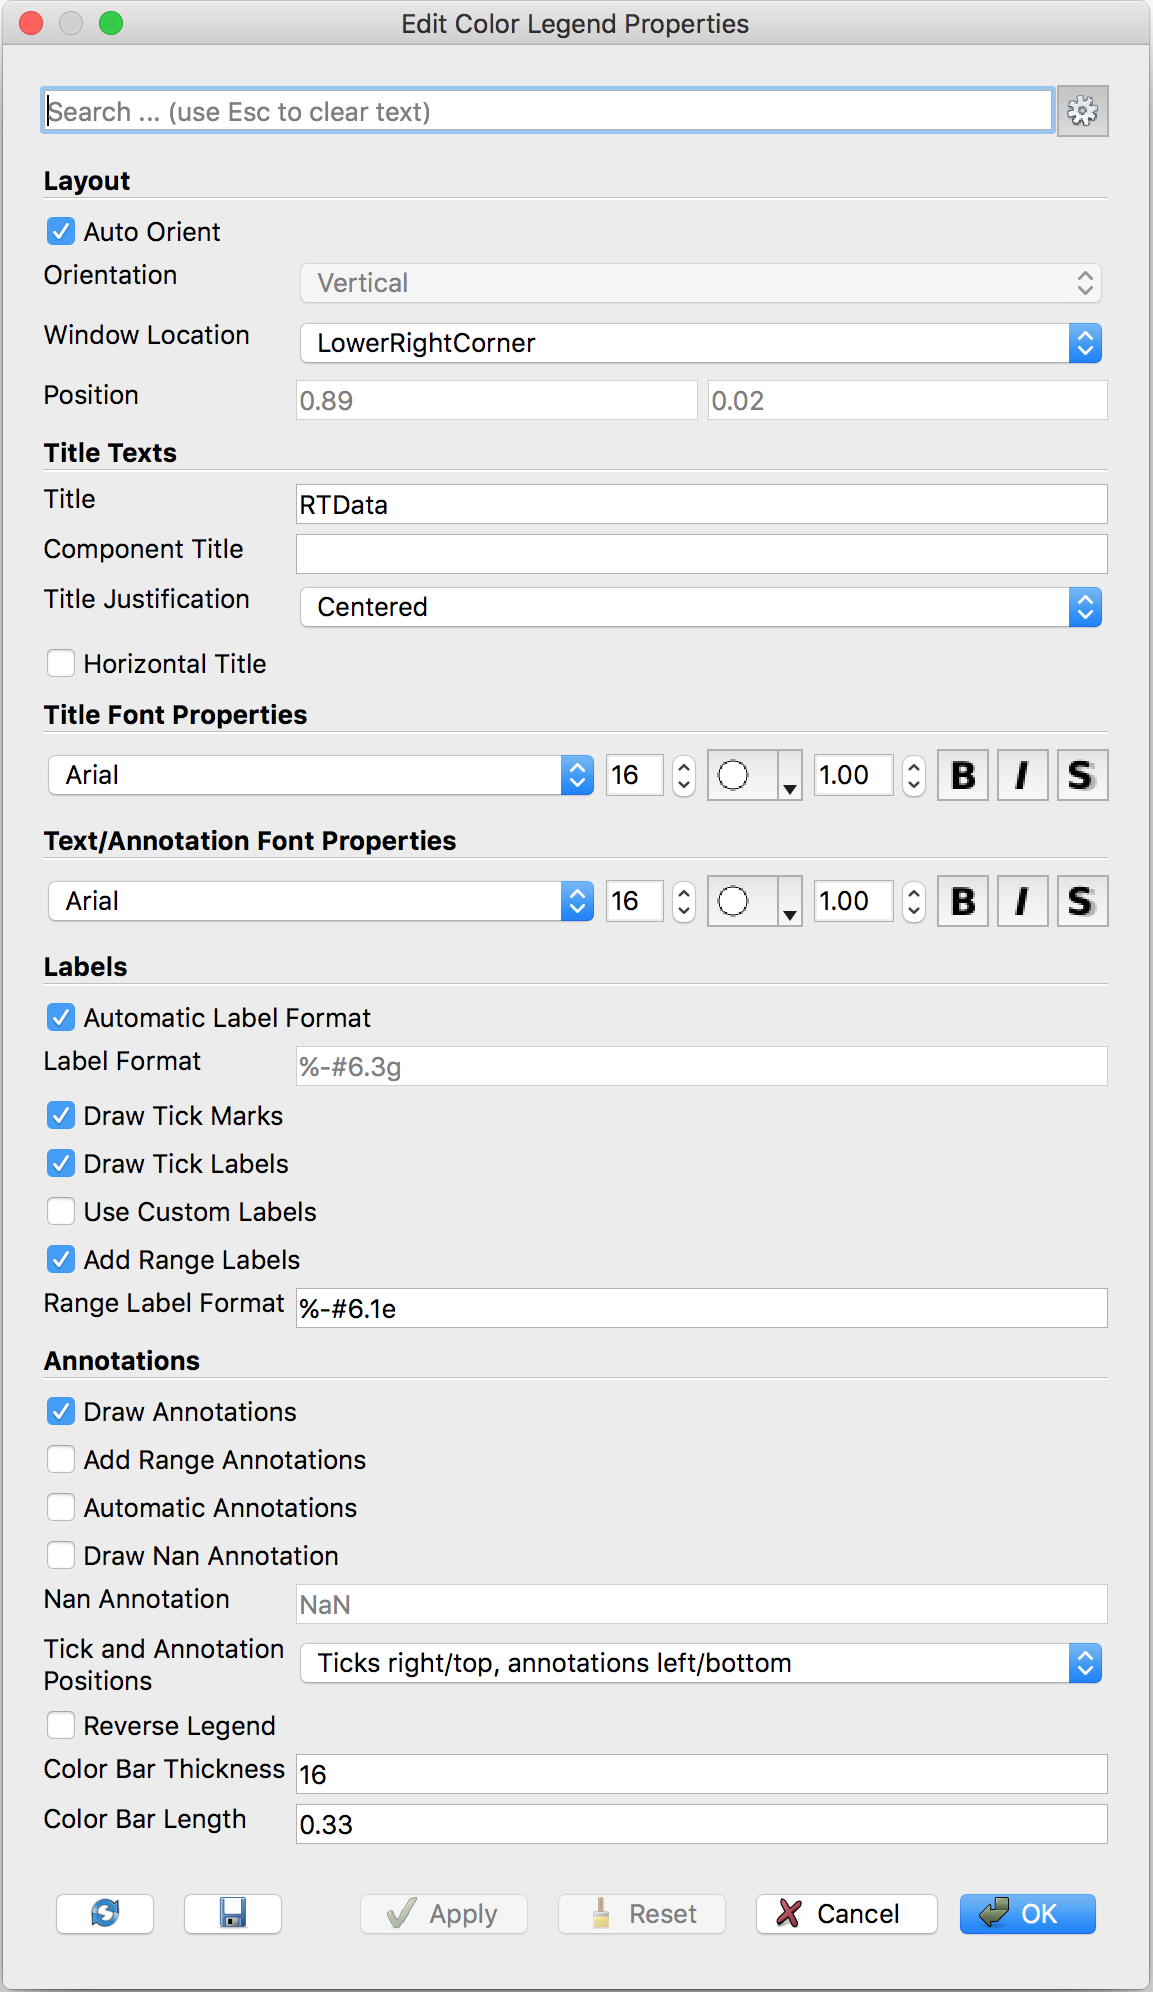 Edit Color Legend Properties
Search ... (use Esc to clear text)
Layout
Auto Orient
Orientation Vertical
Window Location LowerRightCorner
Position 0.89 0.02
Title Texts
Title RTData
Component Title
Title Justification Centered
Horizontal Title
Title Font Properties
Arial 16 1.00 B I S
Text/Annotation Font Properties
Arial 16 1.00 B I S
Labels
Automatic Label Format
Label Format %-#6.3g
Draw Tick Marks
Draw Tick Labels
Use Custom Labels
Add Range Labels
Range Label Format %-#6.1e
Annotations
Draw Annotations
Add Range Annotations
Automatic Annotations
Draw Nan Annotation
Nan Annotation NaN
Tick and Annotation
Positions Ticks right/top, annotations left/bottom
Reverse Legend
Color Bar Thickness 16
Color Bar Length 0.33
Apply Reset Cancel OK